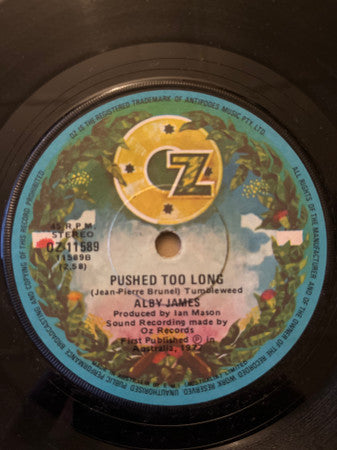 OZ IS THE REGISTERED TRADEMARK OF ANTIPODES MUSIC PTY. LTD.
ALL RIGHTS OF THE MANUFACTURER AND OF THE OWNER OF THE RECORDED WORK RESERVED. UNAUTHORISED PUBLIC PERFORMANCE BROADCASTING AND COPYING OF THIS RECORD PROHIBITED.
OZ
45 R.P.M.
STEREO
OZ-11589
11589B
(2.58)
PUSHED TOO LONG
(Jean-Pierre Brunel) Tumbleweed
ALBY JAMES
Produced by Ian Mason
Sound Recording made by
Oz Records
First Published ℗ in
Australia, 1977